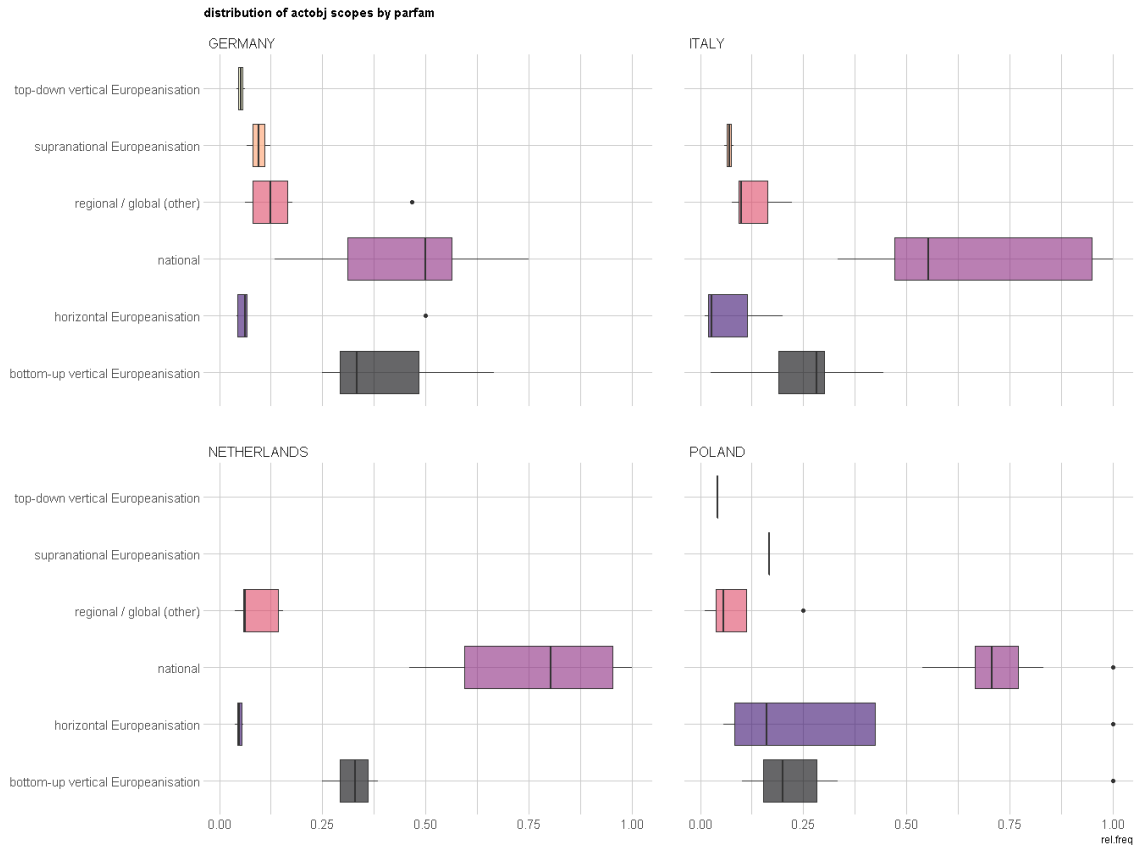 distribution of actobj scopes by parfam
GERMANY
ITALY
top-down vertical Europeanisation
supranational Europeanisation
regional / global (other)
national
horizontal Europeanisation
bottom-up vertical Europeanisation
NETHERLANDS
POLAND
top-down vertical Europeanisation
supranational Europeanisation
regional / global (other)
national
horizontal Europeanisation
bottom-up vertical Europeanisation
0.00 0.25 0.50 0.75 1.00 0.00 0.25 0.50 0.75 1.00
rel.freq